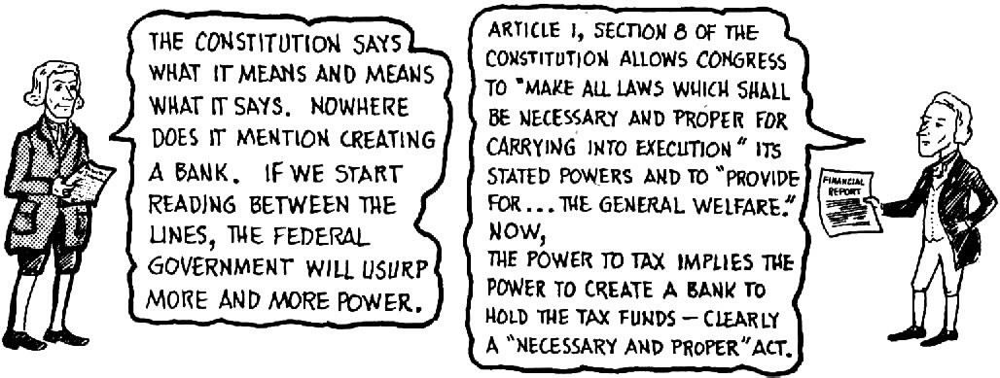 THE CONSTITUTION SAYS
WHAT IT MEANS AND MEANS
WHAT IT SAYS. NOWHERE
DOES IT MENTION CREATING
A BANK. IF WE START
READING BETWEEN THE
LINES, THE FEDERAL
GOVERNMENT WILL USURP
MORE AND MORE POWER.
ARTICLE 1, SECTION 8 OF THE
CONSTITUTION ALLOWS CONGRESS
TO "MAKE ALL LAWS WHICH SHALL
BE NECESSARY AND PROPER FOR
CARRYING INTO EXECUTION" ITS
STATED POWERS AND TO "PROVIDE
FOR... THE GENERAL WELFARE."
NOW,
THE POWER TO TAX IMPLIES THE
POWER TO CREATE A BANK TO
HOLD THE TAX FUNDS — CLEARLY
A "NECESSARY AND PROPER" ACT.
FINANCIAL
REPORT